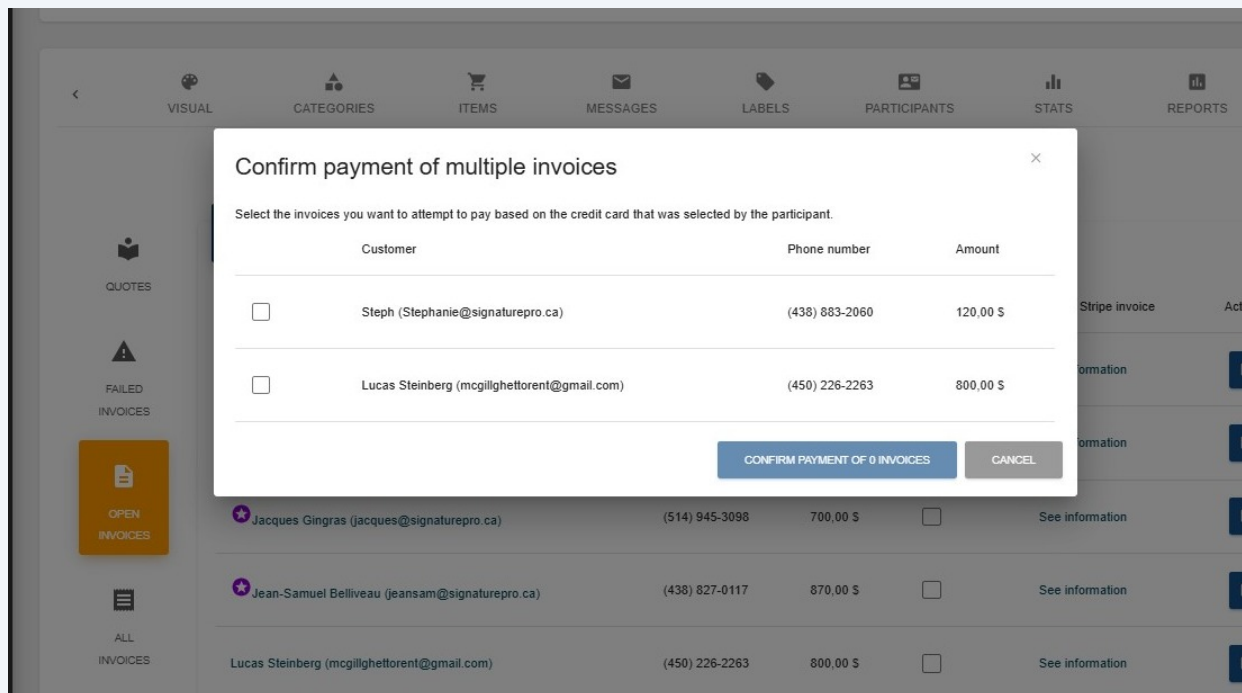 VISUAL
CATEGORIES
ITEMS
MESSAGES
LABELS
PARTICIPANTS
STATS
REPORTS
Confirm payment of multiple invoices
Select the invoices you want to attempt to pay based on the credit card that was selected by the participant.
Customer Phone number Amount
Steph (Stephanie@signaturepro.ca) (438) 883-2060 120,00 $
Lucas Steinberg (mcgillghettorent@gmail.com) (450) 226-2263 800,00 $
CONFIRM PAYMENT OF 0 INVOICES
CANCEL
QUOTES
FAILED
INVOICES
OPEN
INVOICES
ALL
INVOICES
Stripe invoice
Jacques Gingras (jacques@signaturepro.ca) (514) 945-3098 700,00 $ See information
Jean-Samuel Belliveau (jeansam@signaturepro.ca) (438) 827-0117 870,00 $ See information
Lucas Steinberg (mcgillghettorent@gmail.com) (450) 226-2263 800,00 $ See information